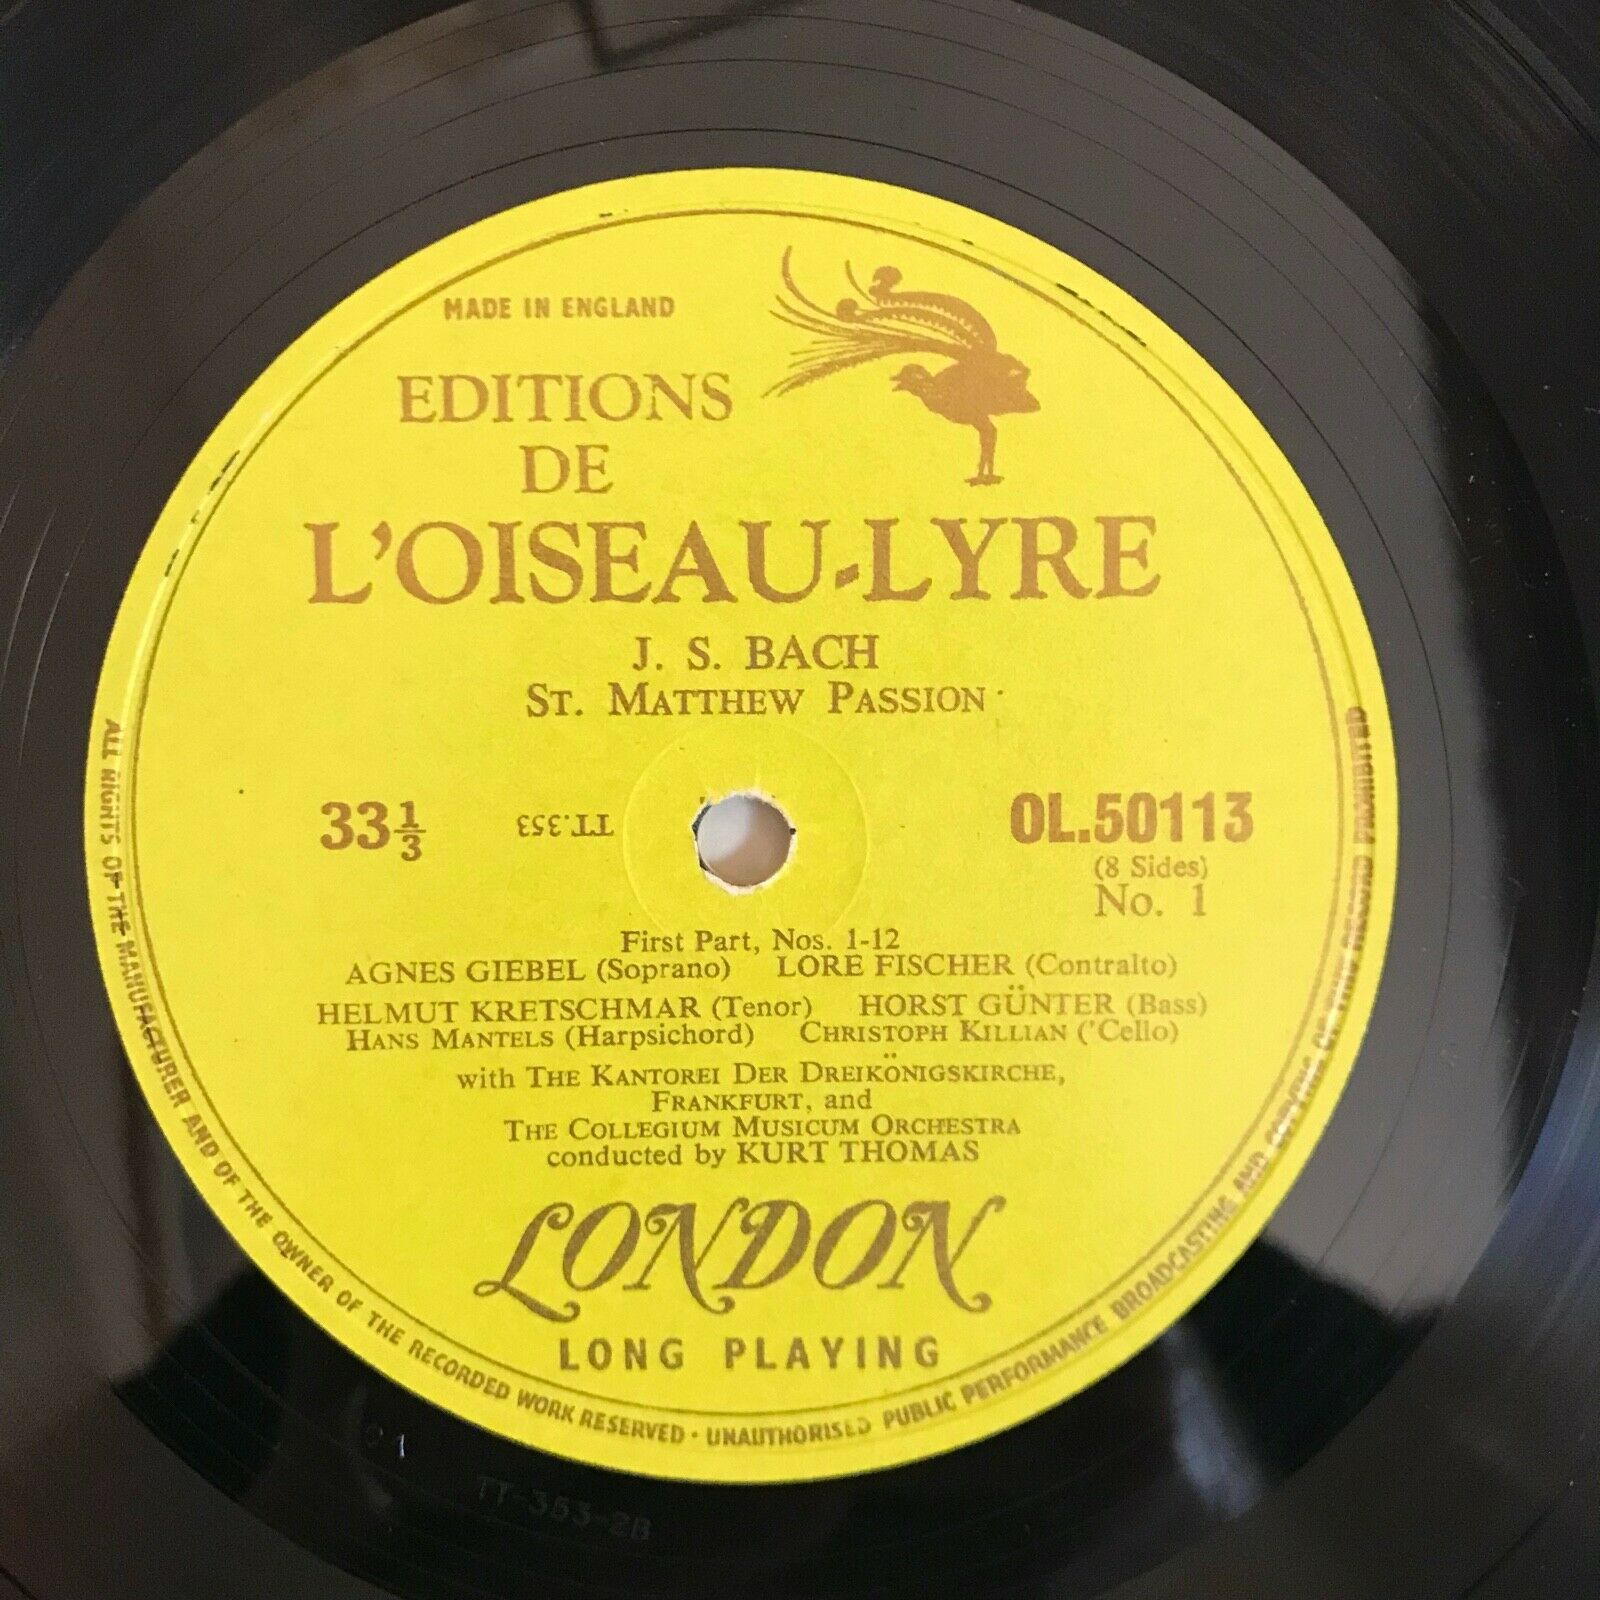 MADE IN ENGLAND
EDITIONS
DE
L'OISEAU-LYRE
J. S. BACH
ST. MATTHEW PASSION
33⅓
TT.353
OL.50113
(8 Sides)
No. 1
First Part, Nos. 1-12
AGNES GIEBEL (Soprano) LORE FISCHER (Contralto)
HELMUT KRETSCHMAR (Tenor) HORST GÜNTER (Bass)
HANS MANTELS (Harpsichord) CHRISTOPH KILLIAN ('Cello)
with THE KANTOREI DER DREIKÖNIGSKIRCHE,
FRANKFURT, and
THE COLLEGIUM MUSICUM ORCHESTRA
conducted by KURT THOMAS
LONDON
LONG PLAYING
ALL RIGHTS OF THE MANUFACTURER AND OF THE OWNER OF THE RECORDED WORK RESERVED · UNAUTHORISED PUBLIC PERFORMANCE BROADCASTING AND COPYING OF THIS RECORD PROHIBITED
1
TT-353-2B